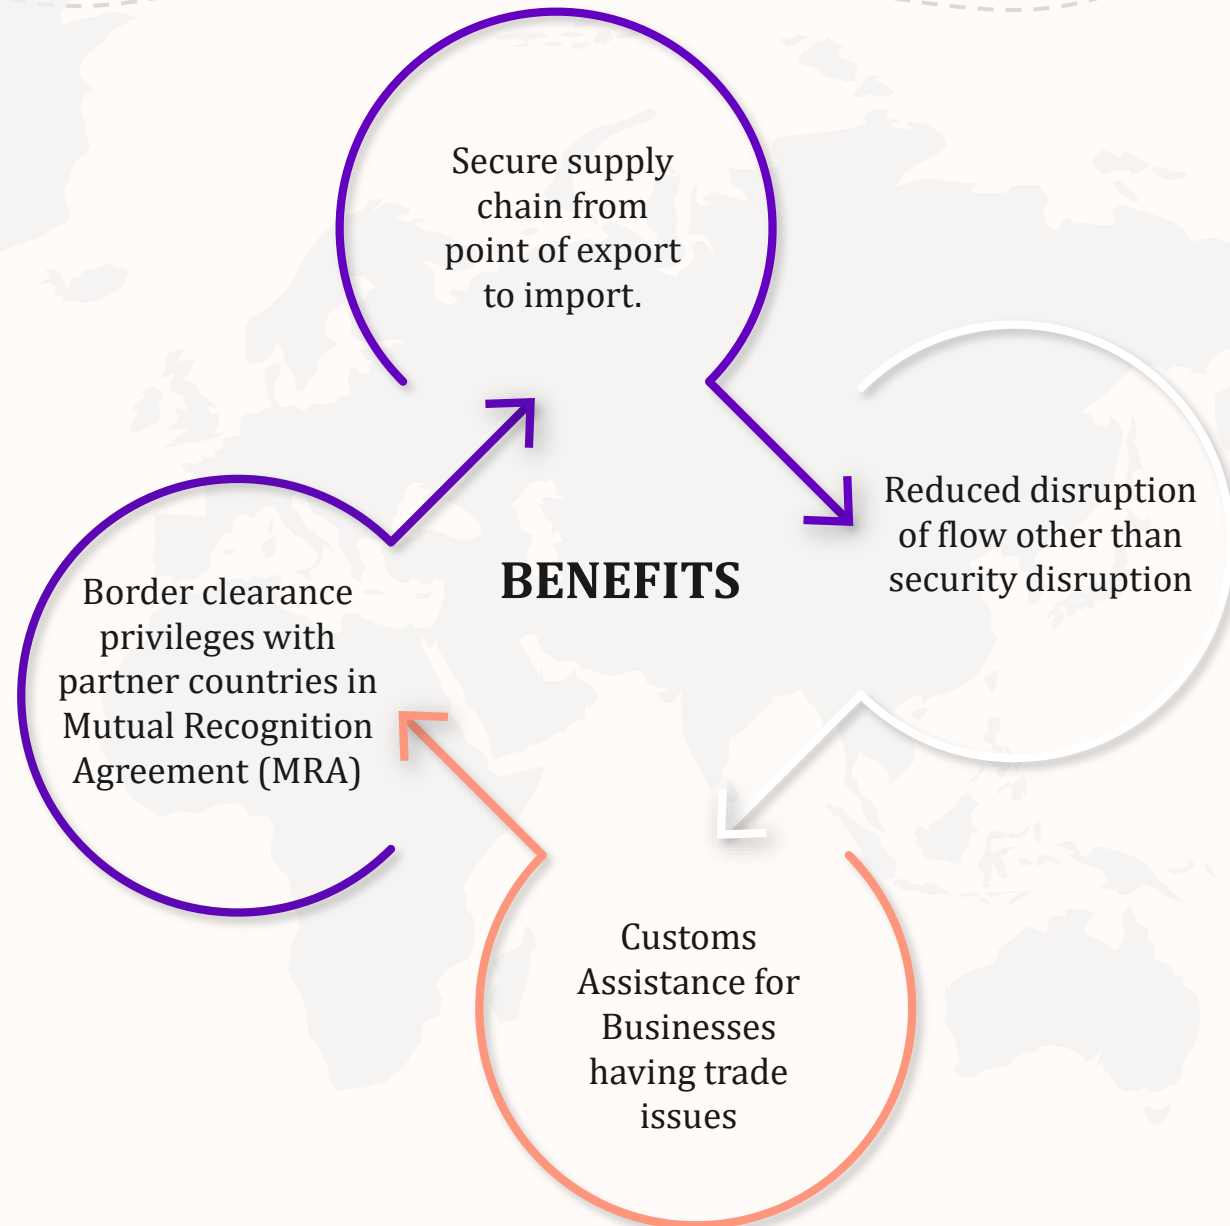 Secure supply
chain from
point of export
to import.
Reduced disruption
of flow other than
security disruption
BENEFITS
Border clearance
privileges with
partner countries in
Mutual Recognition
Agreement (MRA)
Customs
Assistance for
Businesses
having trade
issues